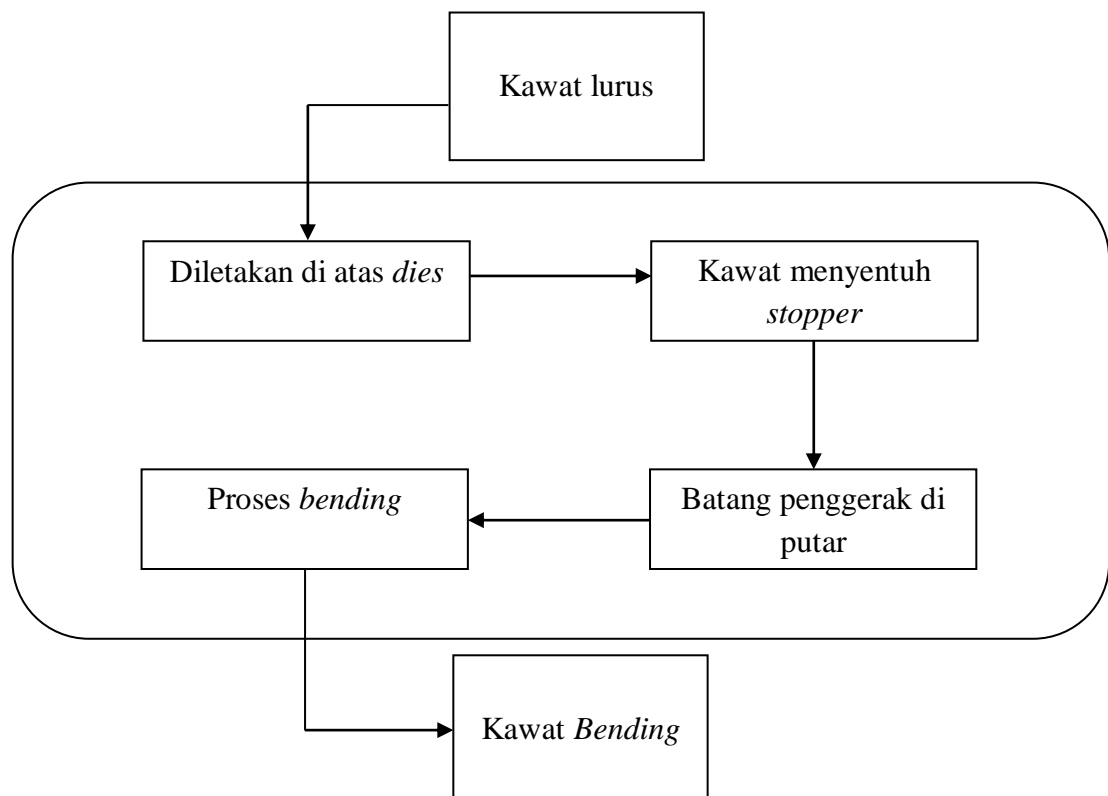 Kawat lurus
Diletakan di atas dies
Kawat menyentuh
stopper
Batang penggerak di
putar
Proses bending
Kawat Bending